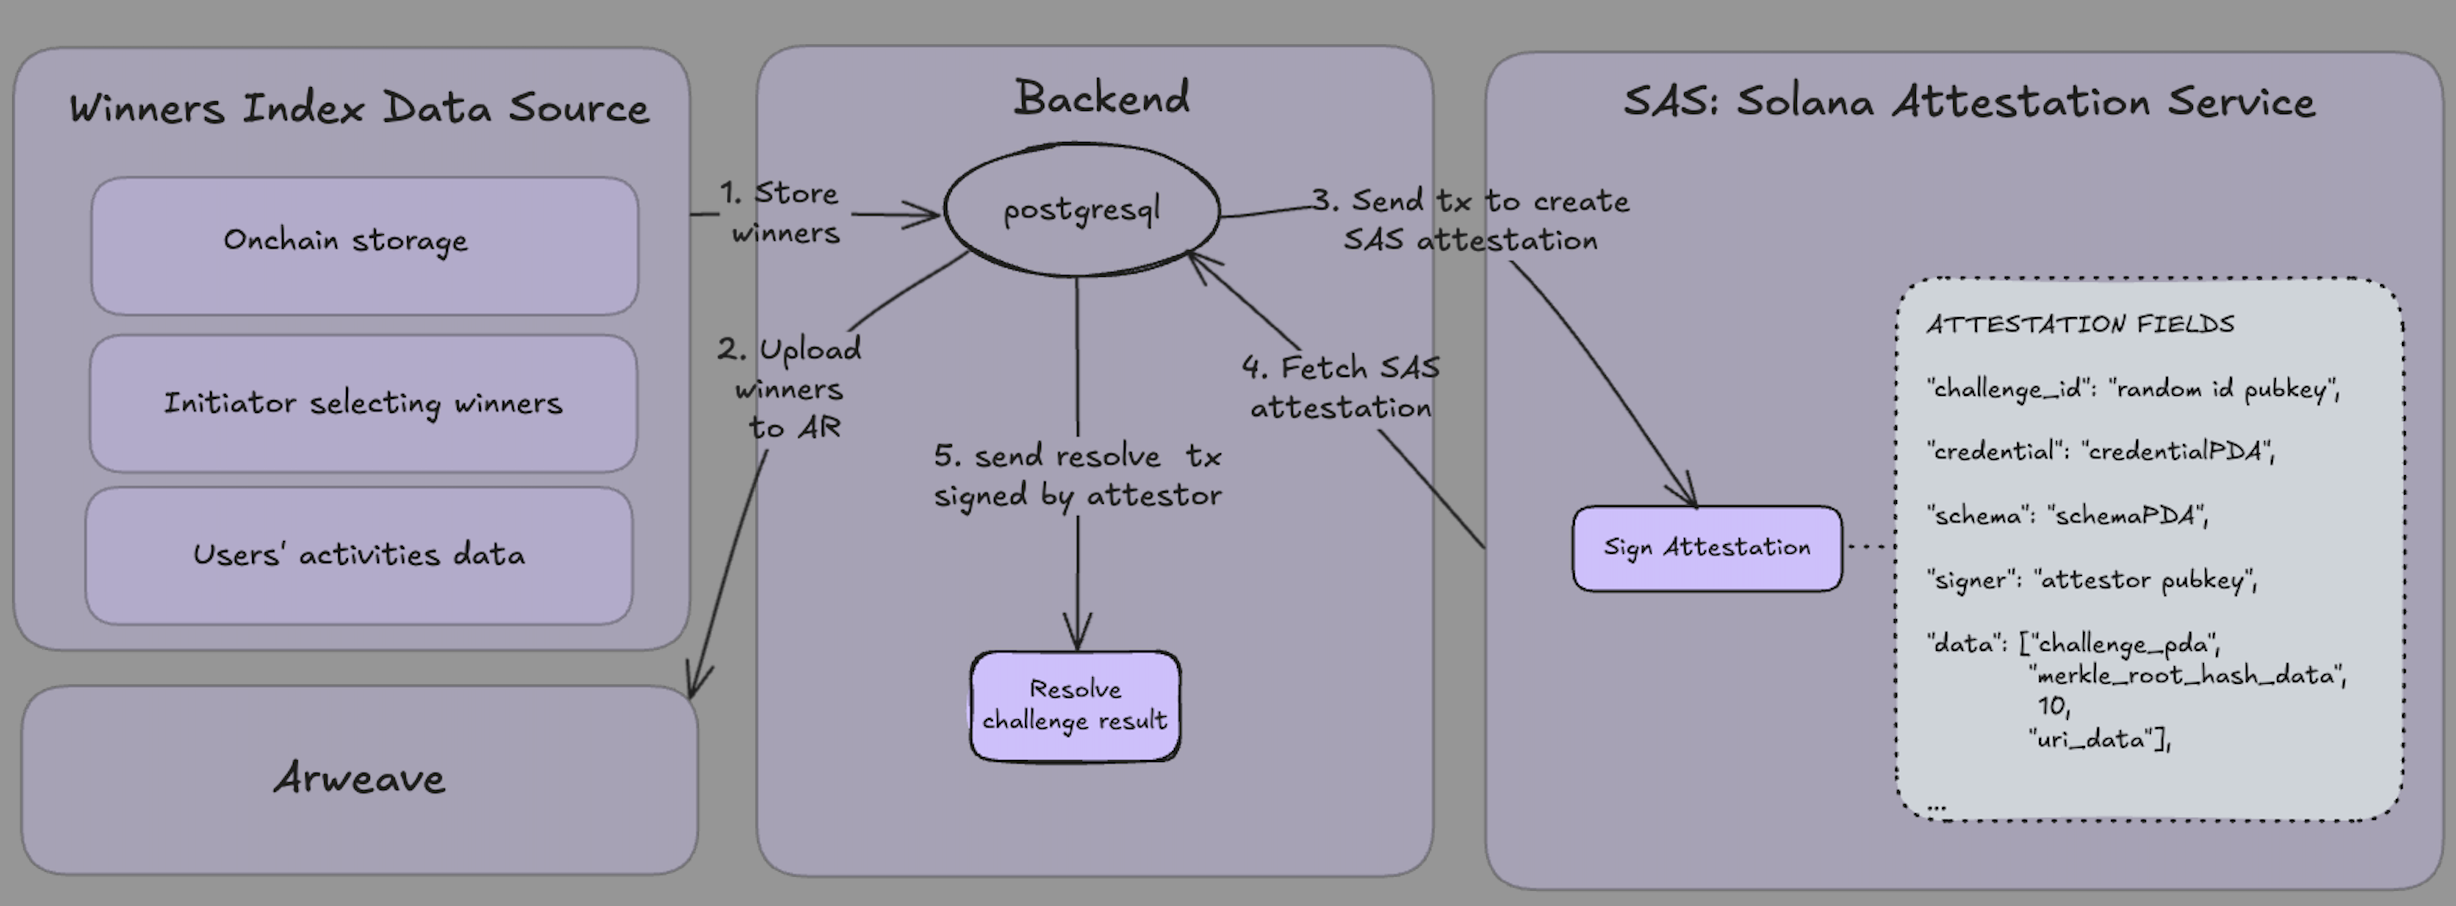 Winners Index Data Source
Onchain storage
Initiator selecting winners
Users' activities data
Arweave
1. Store
winners
2. Upload
winners
to AR
Backend
postgresql
3. Send tx to create
SAS attestation
4. Fetch SAS
attestation
5. send resolve tx
signed by attestor
Resolve
challenge result
SAS: Solana Attestation Service
Sign Attestation
ATTESTATION FIELDS
"challenge_id": "random id pubkey",
"credential": "credentialPDA",
"schema": "schemaPDA",
"signer": "attestor pubkey",
"data": ["challenge_pda",
"merkle_root_hash_data",
10,
"uri_data"],
...